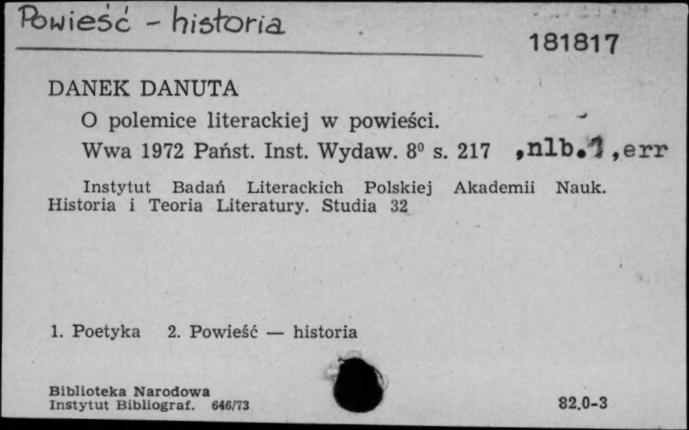 Powieść - historia
181817
DANEK DANUTA
O polemice literackiej w powieści.
Wwa 1972 Państ. Inst. Wydaw. 8⁰ s. 217 ,nlb.1,err
Instytut Badań Literackich Polskiej Akademii Nauk.
Historia i Teoria Literatury. Studia 32
1. Poetyka 2. Powieść — historia
Biblioteka Narodowa
Instytut Bibliograf. 646/73
82.0-3